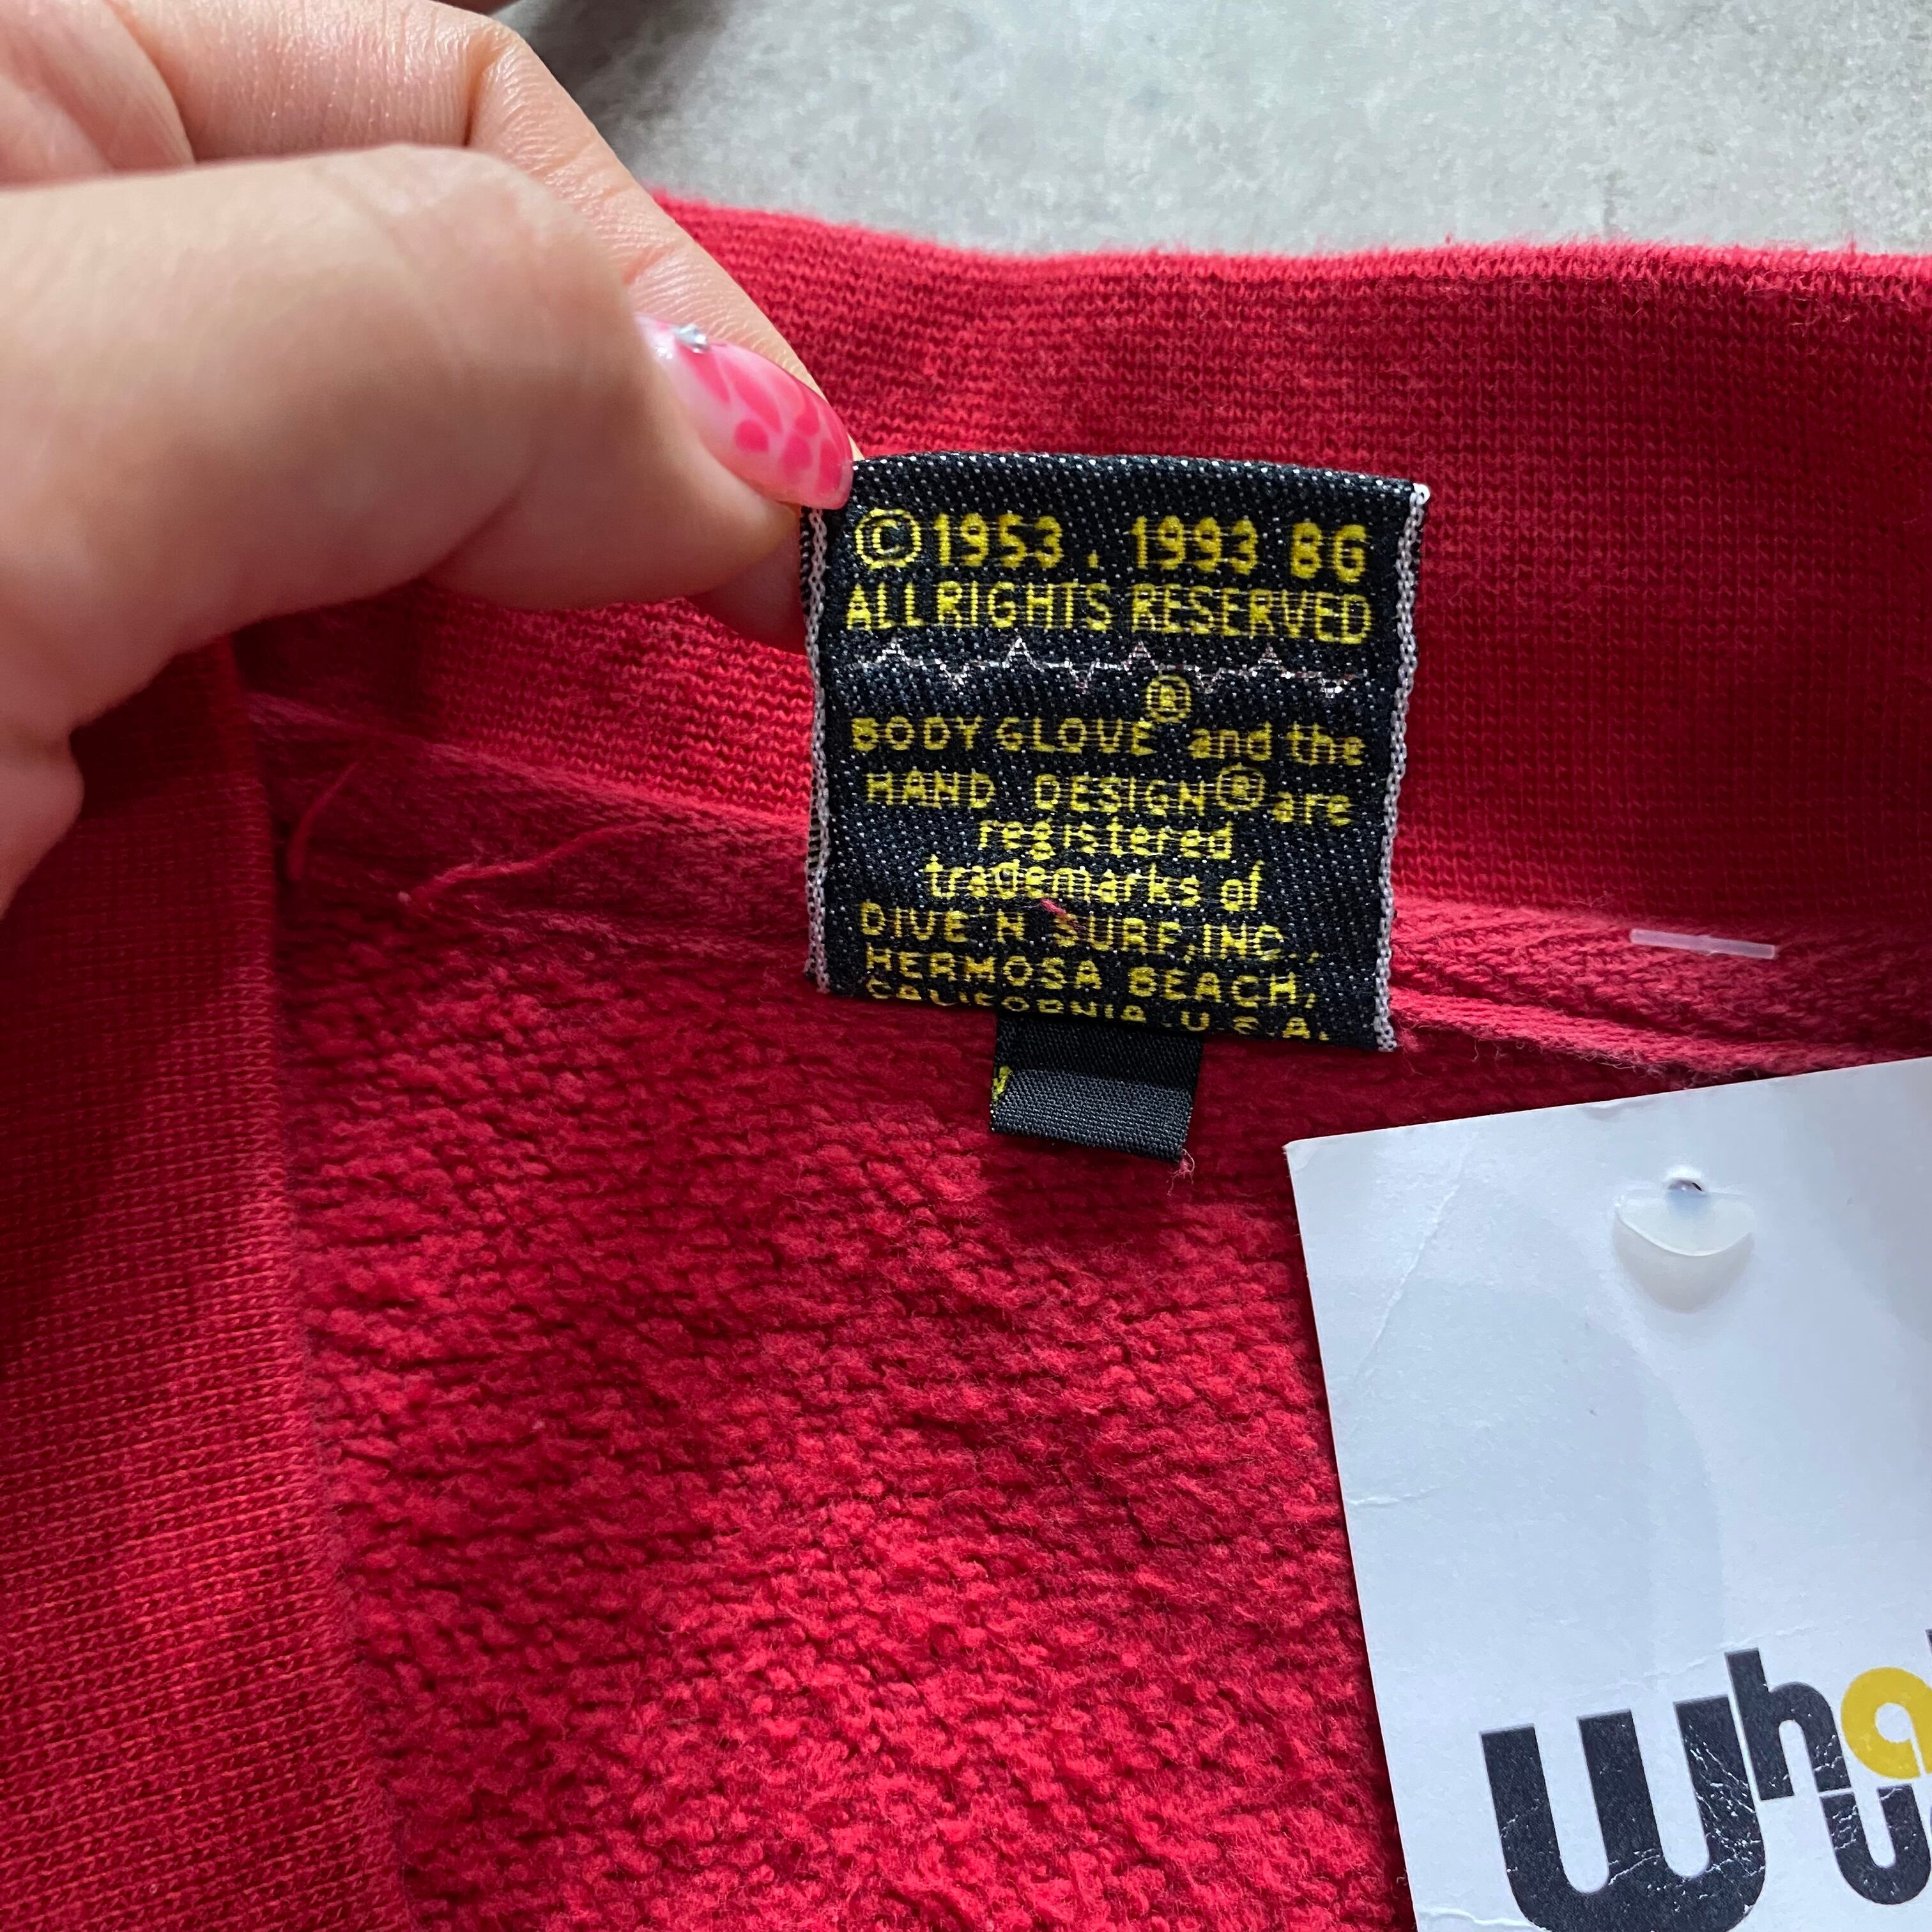 ©1953, 1993 BG
ALL RIGHTS RESERVED
BODY GLOVE® and the
HAND DESIGN® are
registered
trademarks of
DIVE N SURF, INC.,
HERMOSA BEACH,
CALIFORNIA, U.S.A.